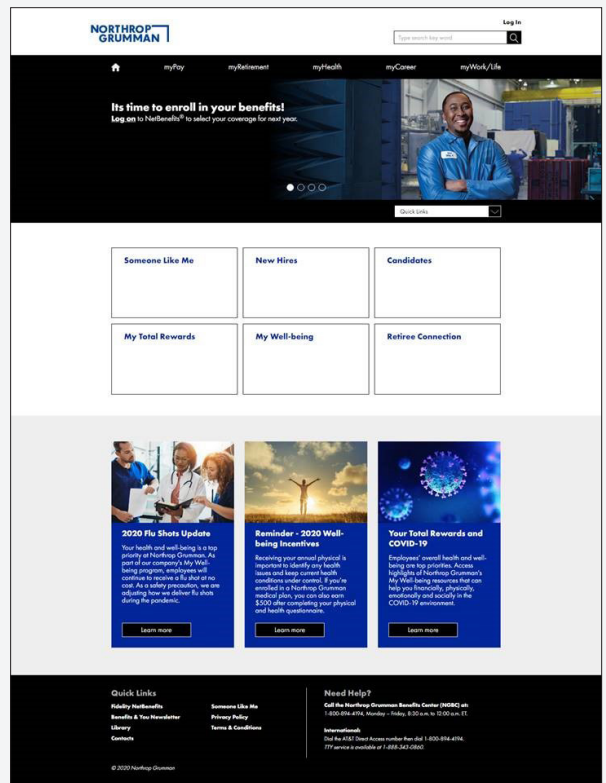 Log In
NORTHROP
GRUMMAN
Type search key word
myPay myRetirement myHealth myCareer myWork/Life
Its time to enroll in your benefits!
Log on to NetBenefits® to select your coverage for next year.
Quick Links
Someone Like Me
New Hires
Candidates
My Total Rewards
My Well-being
Retiree Connection
2020 Flu Shots Update
Your health and well-being is a top
priority at Northrop Grumman. As
part of our company's My Well-
being program, employees will
continue to receive a flu shot at no
cost. As a safety precaution, we are
adjusting how we deliver flu shots
during the pandemic.
Learn more
Reminder - 2020 Well-
being Incentives
Receiving your annual physical is
important to identify any health
issues and keep current health
conditions under control. If you're
enrolled in a Northrop Grumman
medical plan, you can also earn
$500 after completing your physical
and health questionnaire.
Learn more
Your Total Rewards and
COVID-19
Employees' overall health and well-
being are top priorities. Access
highlights of Northrop Grumman's
My Well-being resources that can
help you financially, physically,
emotionally and socially in the
COVID-19 environment.
Learn more
Quick Links
Fidelity NetBenefits
Benefits & You Newsletter
Library
Contacts
Someone Like Me
Privacy Policy
Terms & Conditions
Need Help?
Call the Northrop Grumman Benefits Center (NGBC) at:
1-800-894-4194, Monday – Friday, 8:30 a.m. to 12:00 a.m. ET.
International:
Dial the AT&T Direct Access number then dial 1-800-894-4194.
TTY service is available at 1-888-343-0860.
© 2020 Northrop Grumman